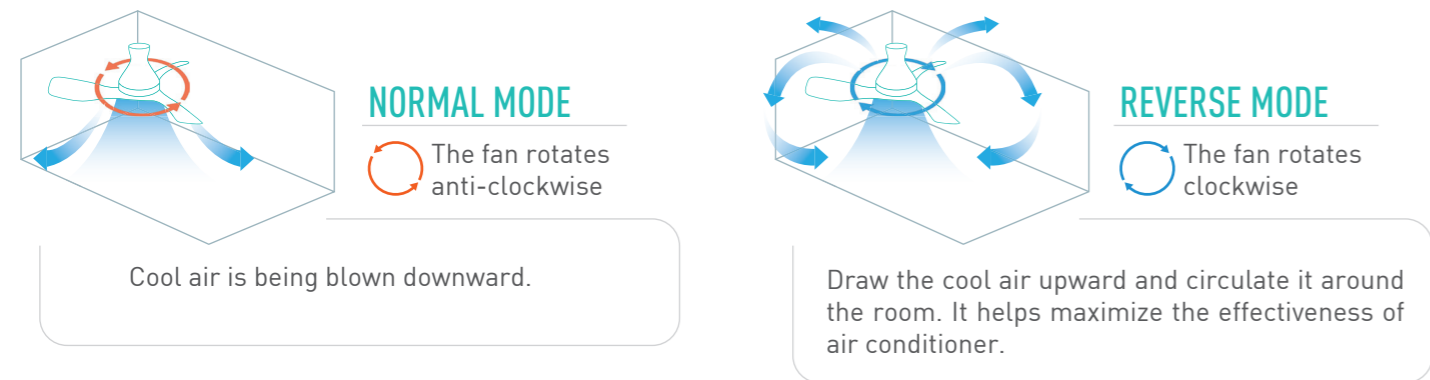 NORMAL MODE
The fan rotates
anti-clockwise
Cool air is being blown downward.
REVERSE MODE
The fan rotates
clockwise
Draw the cool air upward and circulate it around
the room. It helps maximize the effectiveness of
air conditioner.